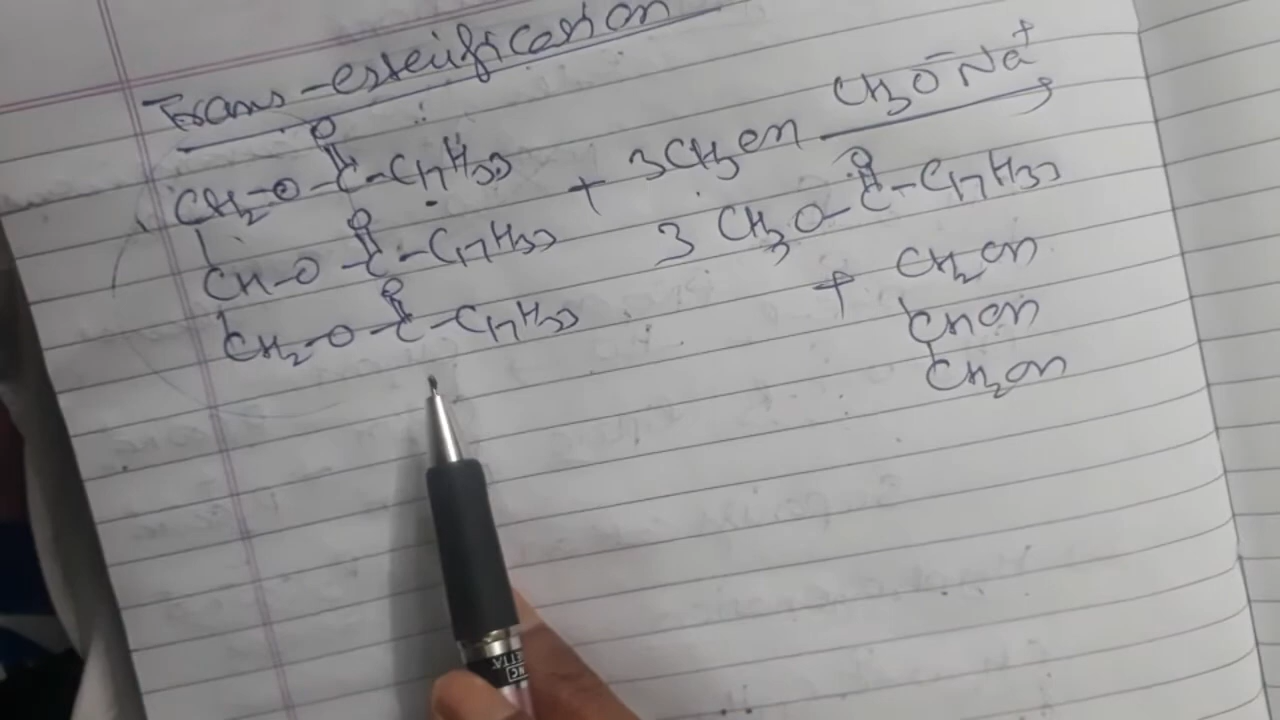 Trans-esterification
CH2-O-C-C17H33 + 3CH3OH CH3O-Na+
O
CH-O-C-C17H33 3 CH3O-C-C17H33
O O
CH2-O-C-C17H33 + CH2OH
O
CHOH
CH2OH